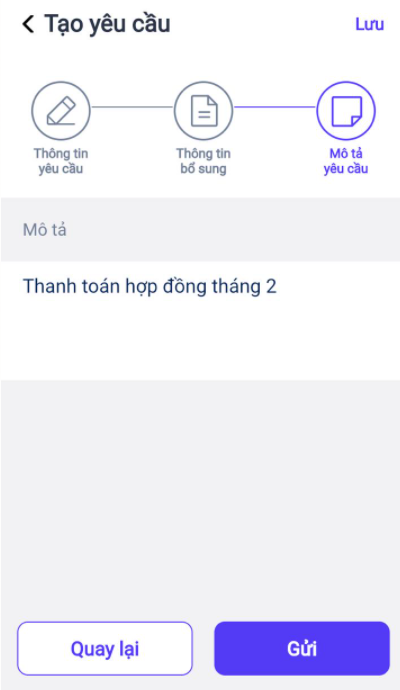 Tạo yêu cầu
Lưu
Thông tin
yêu cầu
Thông tin
bổ sung
Mô tả
yêu cầu
Mô tả
Thanh toán hợp đồng tháng 2
Quay lại
Gửi